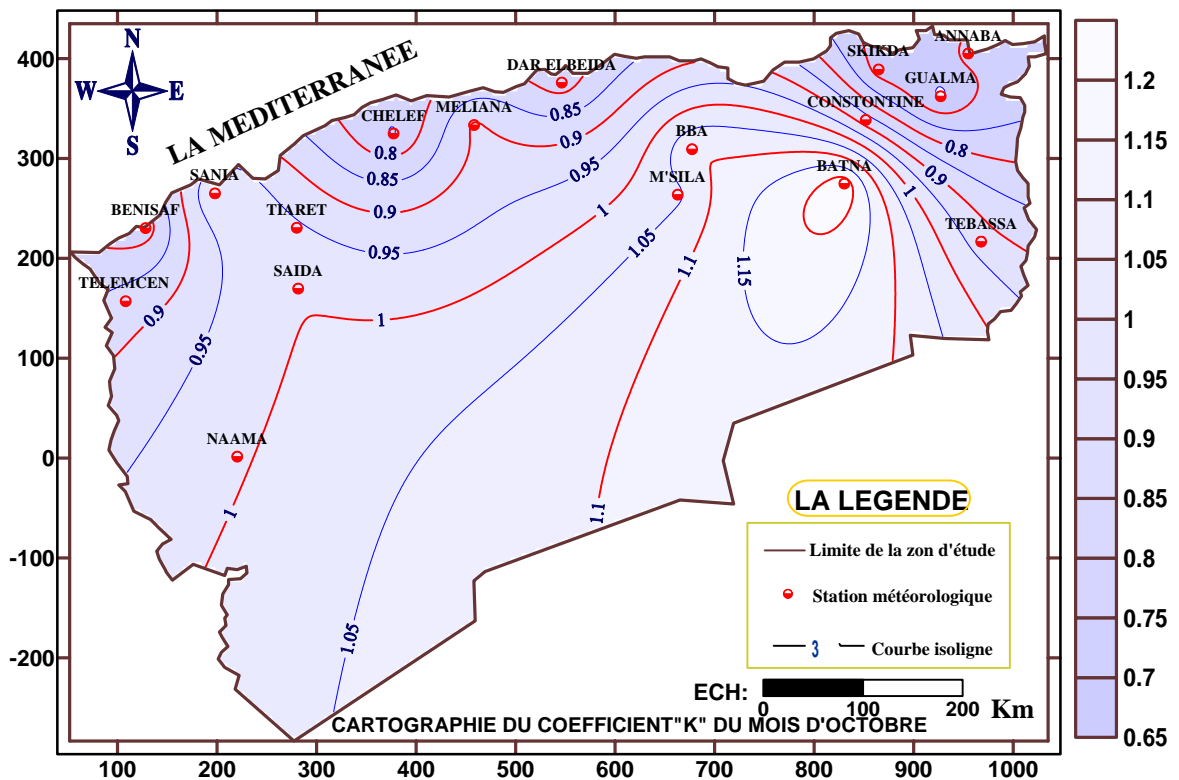 400
300
200
100
0
-100
-200
100
200
300
400
500
600
700
800
900
1000
N
W
E
S
LA MEDITERRANEE
ANNABA
SKIKDA
GUALMA
DAR ELBEIDA
CONSTONTINE
MELIANA
CHELEF
BBA
BATNA
M'SILA
SANIA
BENISAF
TIARET
TEBASSA
SAIDA
TELEMCEN
NAAMA
0.85
0.8
0.85
0.9
0.9
0.95
0.95
1
1.05
1.1
1.15
0.8
0.9
1
0.9
0.95
1
1
1.1
1.05
LA LEGENDE
Limite de la zon d'étude
Station météorologique
3 Courbe isoligne
ECH:
0 100 200 Km
CARTOGRAPHIE DU COEFFICIENT"K" DU MOIS D'OCTOBRE
1.2
1.1
1.05
1
0.95
0.9
0.85
0.8
0.75
0.7
0.65